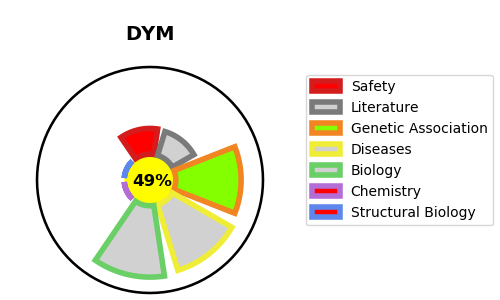 DYM
49%
Safety
Literature
Genetic Association
Diseases
Biology
Chemistry
Structural Biology